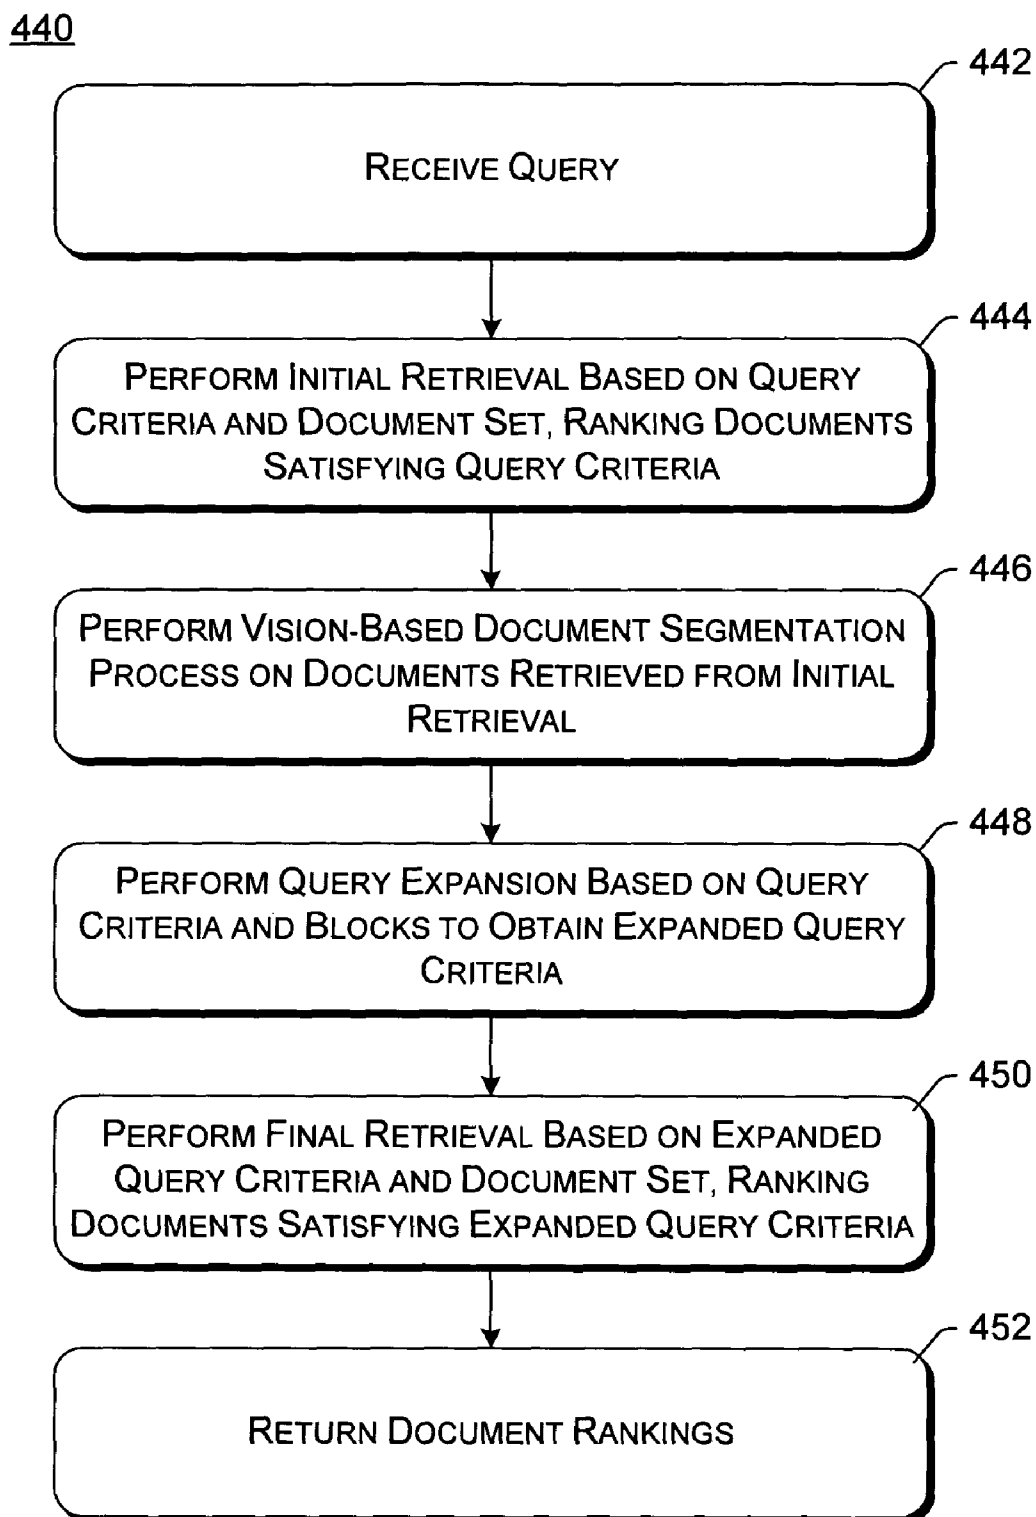 440
442
RECEIVE QUERY
444
PERFORM INITIAL RETRIEVAL BASED ON QUERY
CRITERIA AND DOCUMENT SET, RANKING DOCUMENTS
SATISFYING QUERY CRITERIA
446
PERFORM VISION-BASED DOCUMENT SEGMENTATION
PROCESS ON DOCUMENTS RETRIEVED FROM INITIAL
RETRIEVAL
448
PERFORM QUERY EXPANSION BASED ON QUERY
CRITERIA AND BLOCKS TO OBTAIN EXPANDED QUERY
CRITERIA
450
PERFORM FINAL RETRIEVAL BASED ON EXPANDED
QUERY CRITERIA AND DOCUMENT SET, RANKING
DOCUMENTS SATISFYING EXPANDED QUERY CRITERIA
452
RETURN DOCUMENT RANKINGS